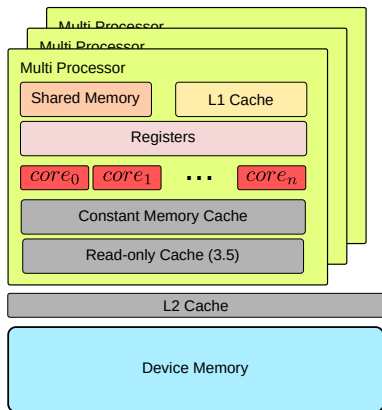 Multi Processor
Multi Processor
Multi Processor
Shared Memory
L1 Cache
Registers
core₀ core₁ ... coreₙ
Constant Memory Cache
Read-only Cache (3.5)
L2 Cache
Device Memory